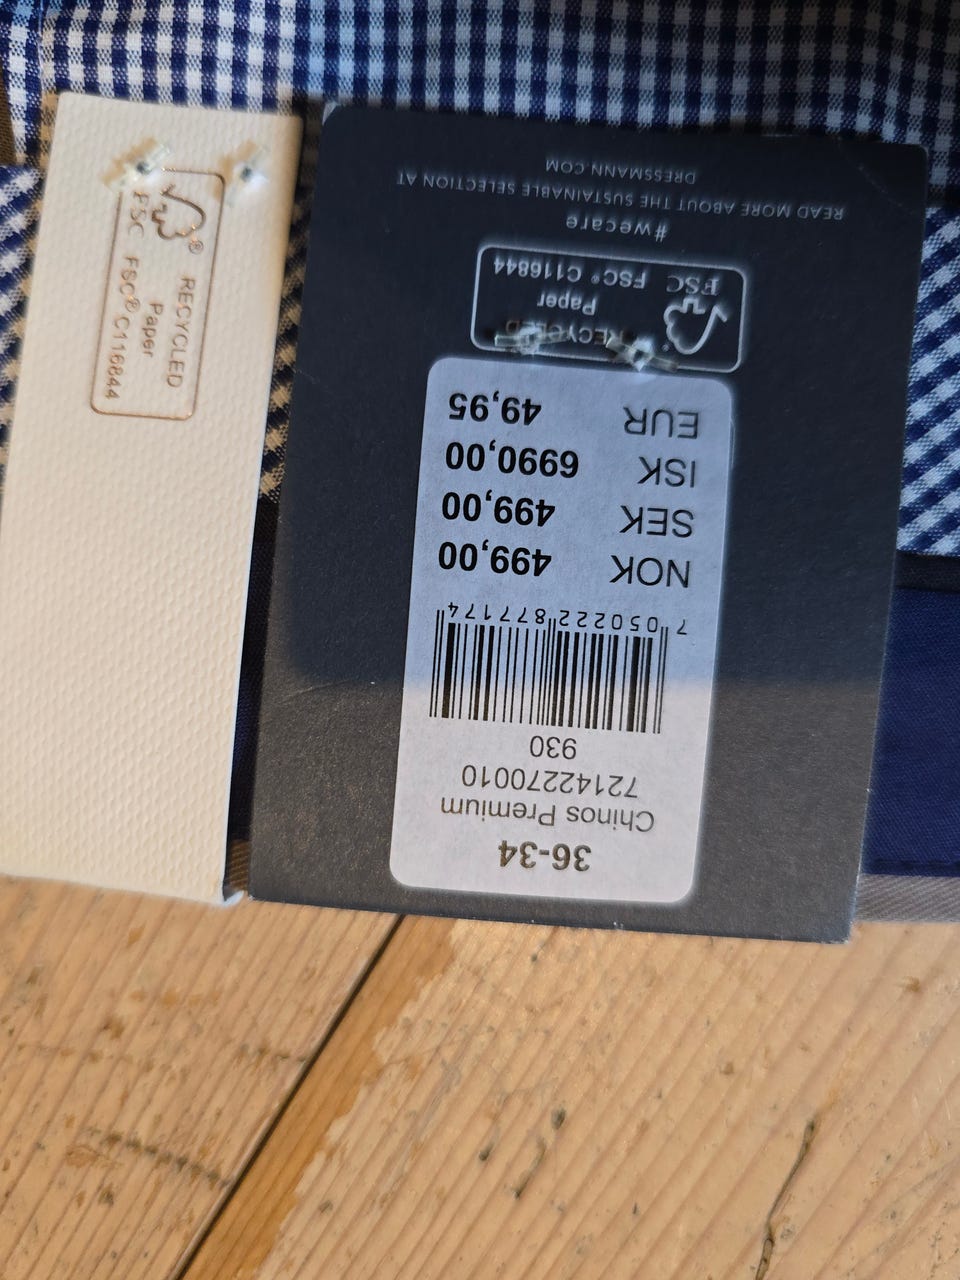 FSC
RECYCLED
Paper
FSC® C116844
36-34
Chinos Premium
72142270010
930
7 050222 877174
NOK 499,00
SEK 499,00
ISK 6990,00
EUR 49,95
RECYCLED
Paper
FSC FSC® C116844
#wecare
READ MORE ABOUT THE SUSTAINABLE SELECTION AT
DRESSMANN.COM